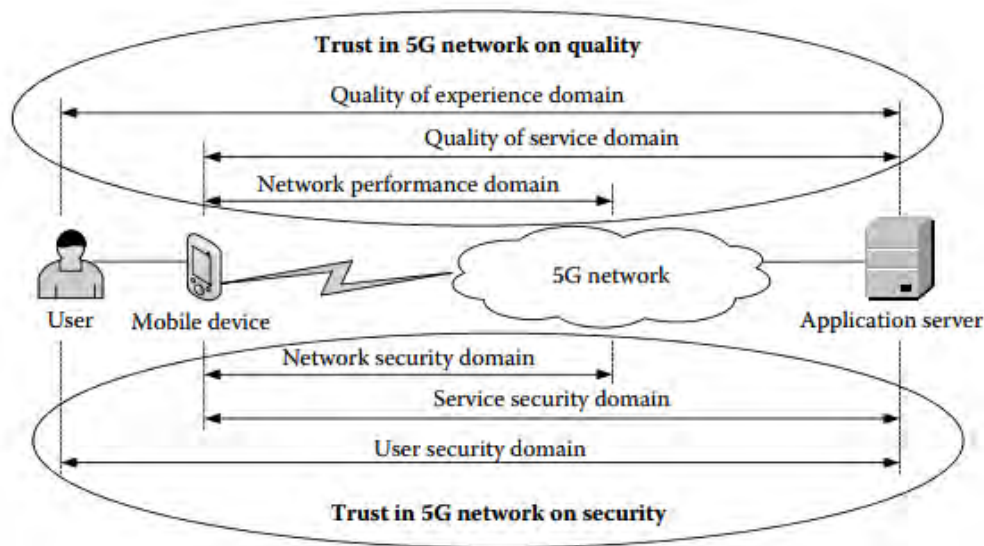 Trust in 5G network on quality
Quality of experience domain
Quality of service domain
Network performance domain
5G network
User
Mobile device
Application server
Network security domain
Service security domain
User security domain
Trust in 5G network on security